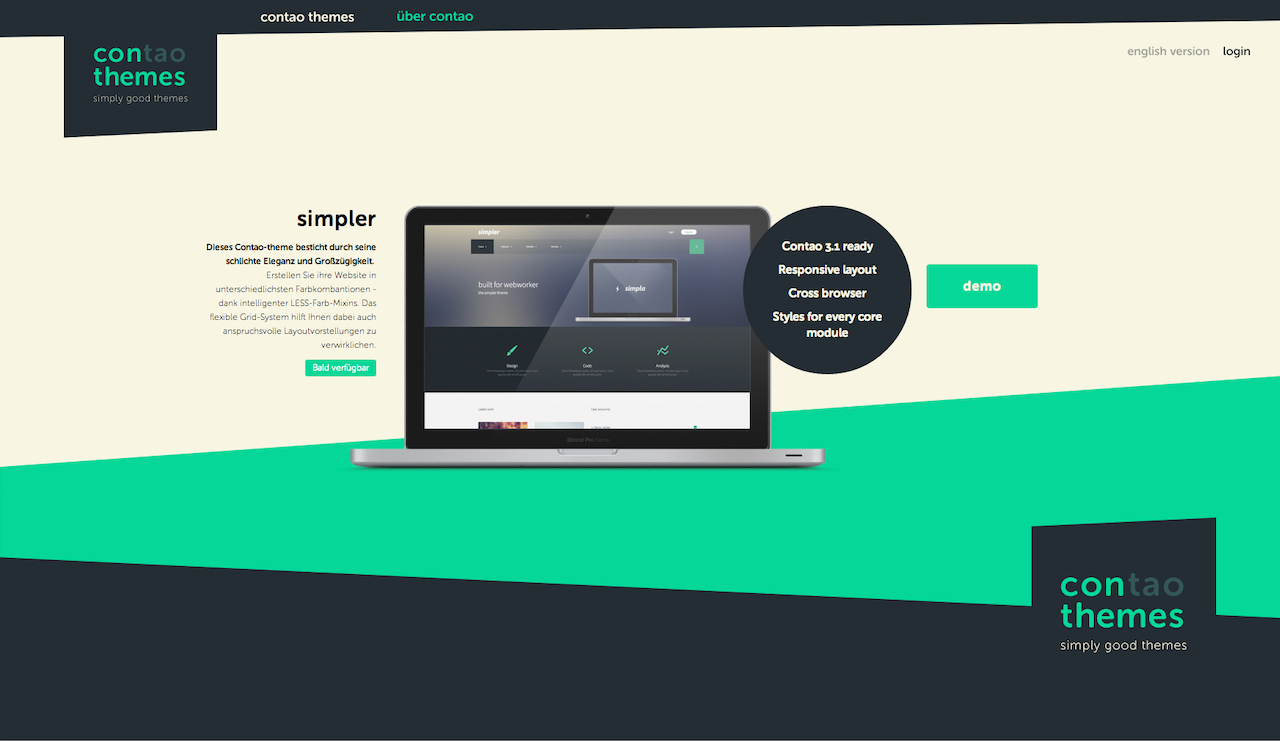 contao themes
über contao
contao
themes
simply good themes
english version
login
simpler
Dieses Contao-theme besticht durch seine
schlichte Eleganz und Großzügigkeit.
Erstellen Sie ihre Website in
unterschiedlichsten Farbkombantionen -
dank intelligenter LESS-Farb-Mixins. Das
flexible Grid-System hilft Ihnen dabei auch
anspruchsvolle Layoutvorstellungen zu
verwirklichen.
Bald verfügbar
simpler
built for webworker
the simple theme
simpla
Design
Code
Analysis
Contao 3.1 ready
Responsive layout
Cross browser
Styles for every core
module
demo
contao
themes
simply good themes